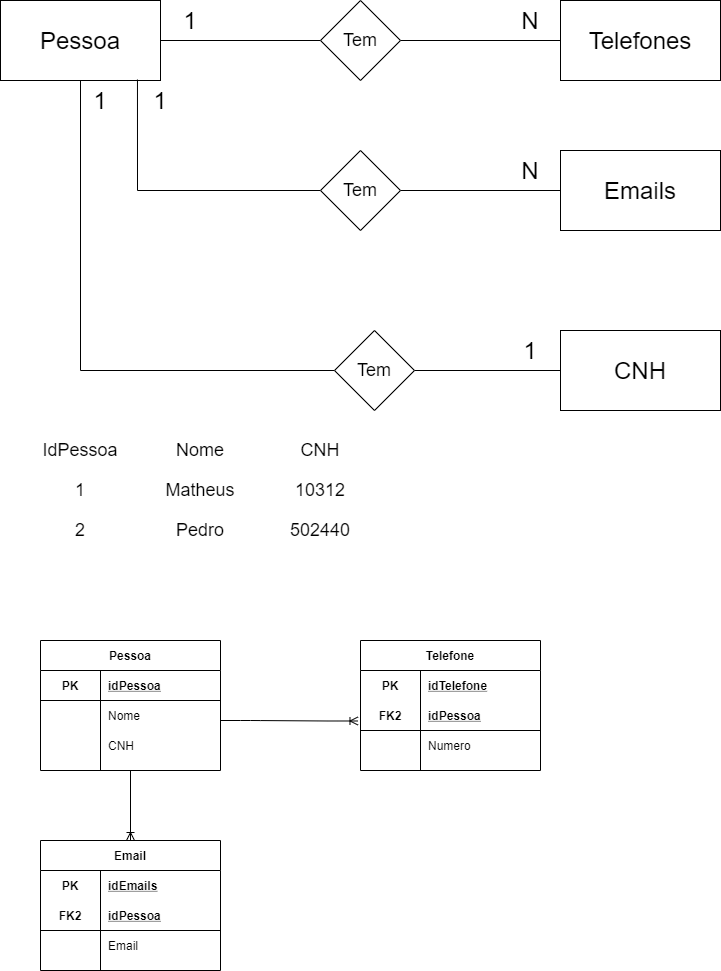 Pessoa 1 Tem N Telefones
1 1
Tem N Emails
Tem 1 CNH
IdPessoa Nome CNH
1 Matheus 10312
2 Pedro 502440
Pessoa
PK idPessoa
Nome
CNH
Telefone
PK idTelefone
FK2 idPessoa
Numero
Email
PK idEmails
FK2 idPessoa
Email